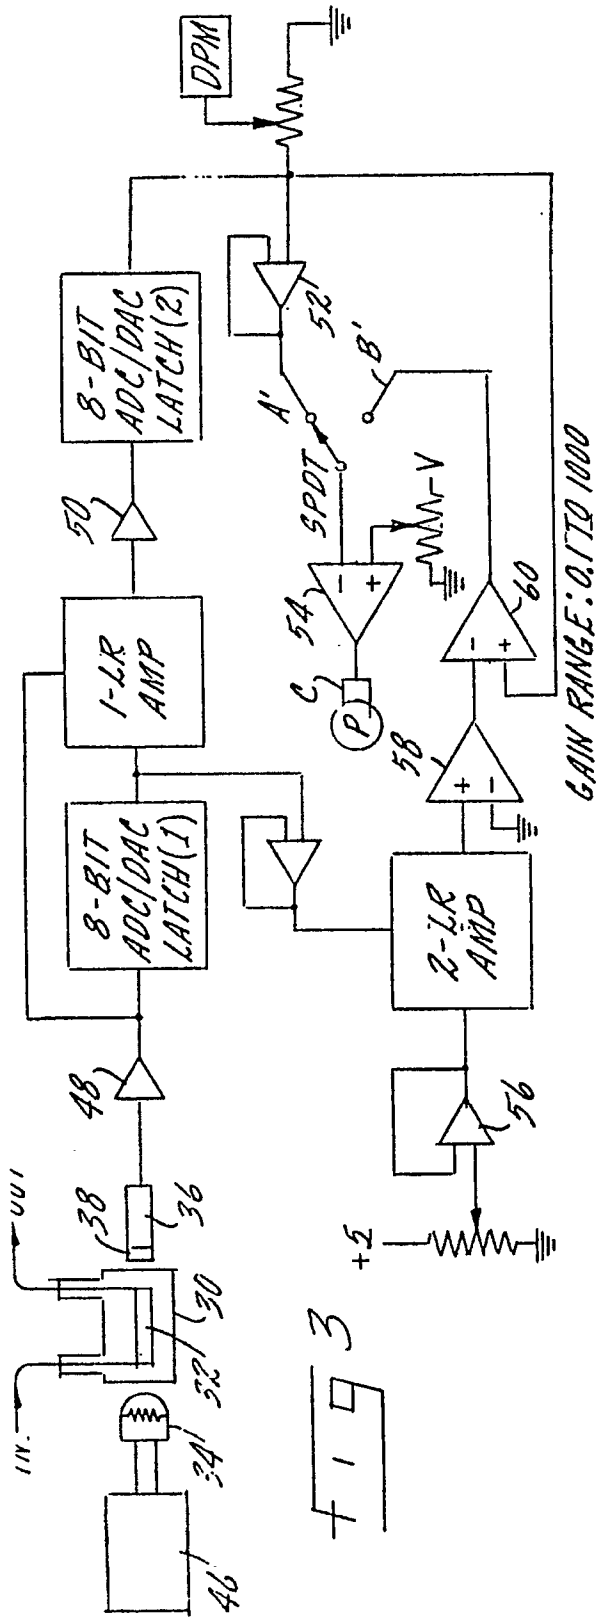 IN.
OUT
46
34
32
30
38
36
48
8-BIT
ADC/DAC
LATCH (1)
1-LR
AMP
50
8-BIT
ADC/DAC
LATCH (2)
DPM
52
A'
SPDT
B'
54
-
+
-V
C
P
+5
56
2-LR
AMP
58
+
-
60
-
+
GAIN RANGE: 0.1 TO 1000
Fig 3